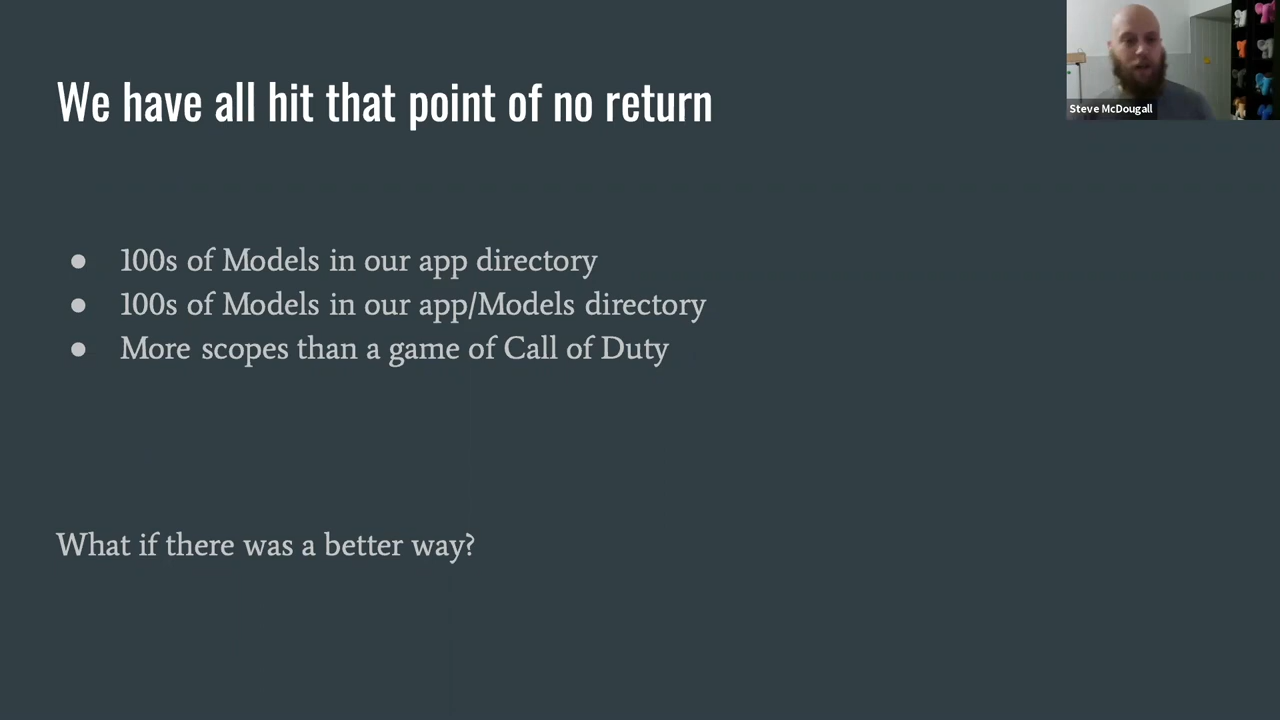 We have all hit that point of no return
Steve McDougall
● 100s of Models in our app directory
● 100s of Models in our app/Models directory
● More scopes than a game of Call of Duty
What if there was a better way?